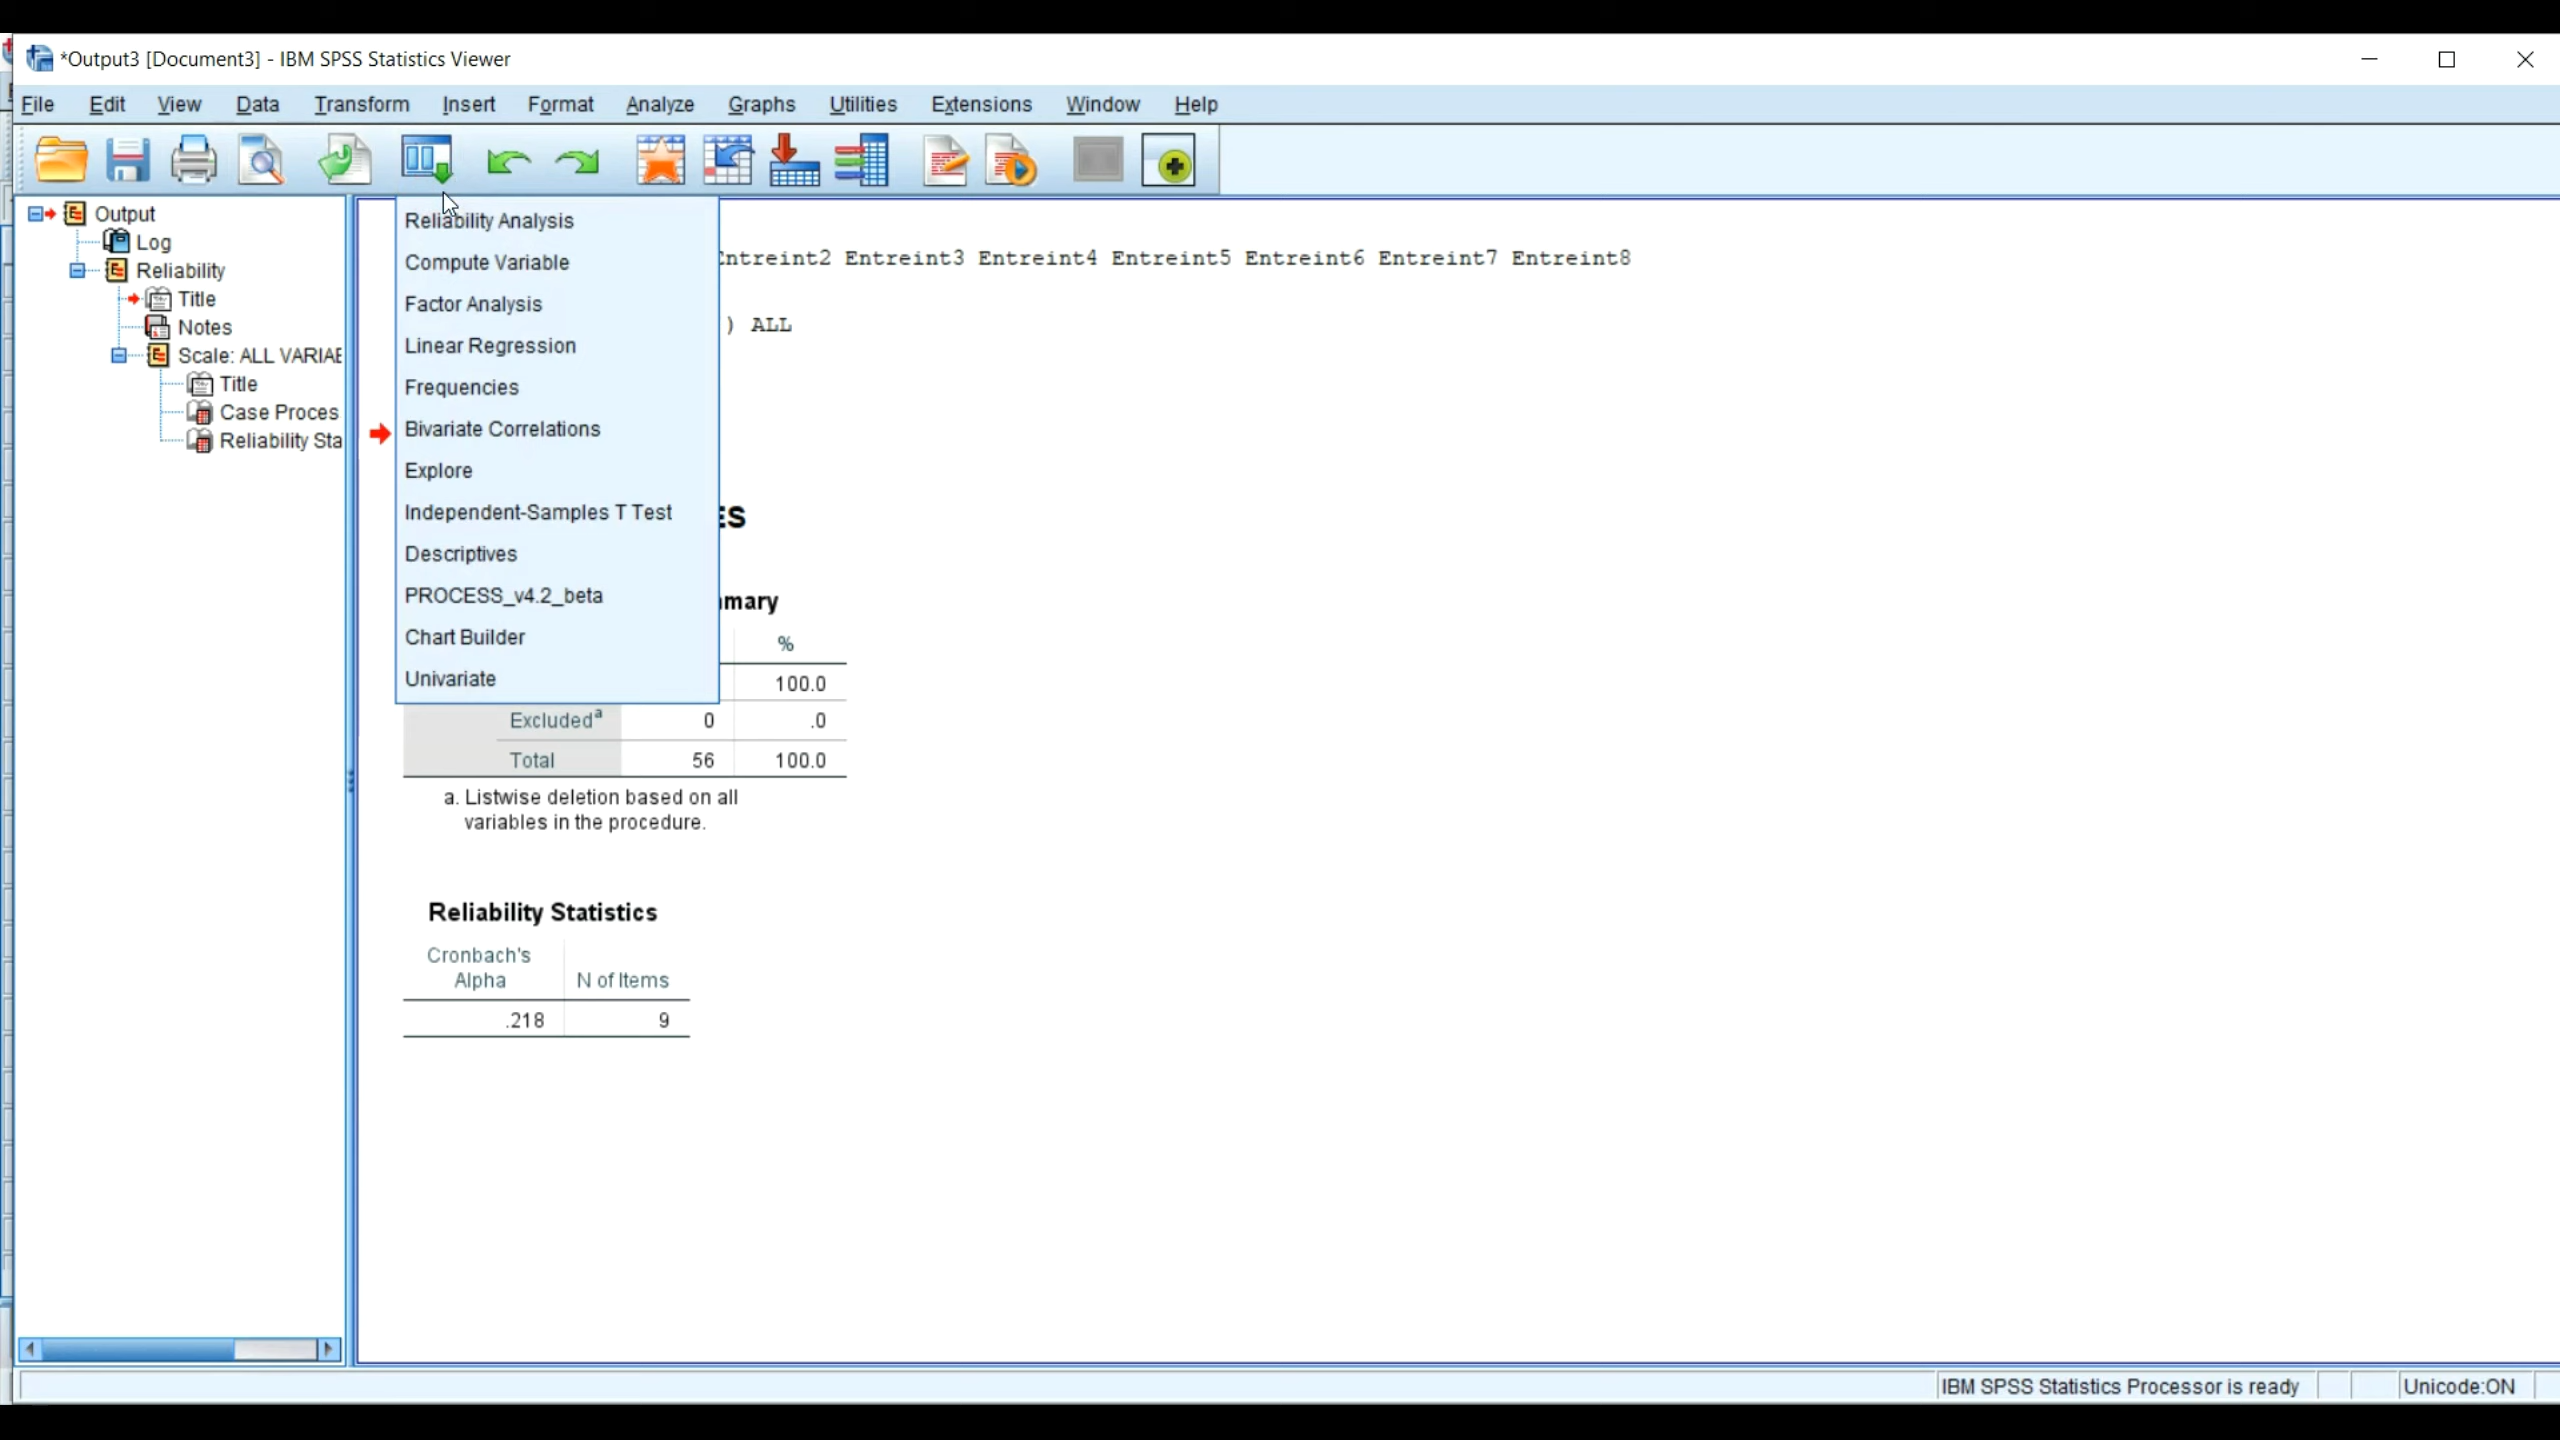 *Output3 [Document3] - IBM SPSS Statistics Viewer
File Edit View Data Transform Insert Format Analyze Graphs Utilities Extensions Window Help
Output
Log
Reliability
Title
Notes
Scale: ALL VARIAE
Title
Case Proces
Reliability Sta
Reliability Analysis
Compute Variable
Factor Analysis
Linear Regression
Frequencies
Bivariate Correlations
Explore
Independent-Samples T Test
Descriptives
PROCESS_v4.2_beta
Chart Builder
Univariate
Entreint2 Entreint3 Entreint4 Entreint5 Entreint6 Entreint7 Entreint8
) ALL
ES
mary
%
100.0
Excludedᵃ 0 .0
Total 56 100.0
a. Listwise deletion based on all
variables in the procedure.
Reliability Statistics
Cronbach's
Alpha N of Items
.218 9
IBM SPSS Statistics Processor is ready Unicode:ON